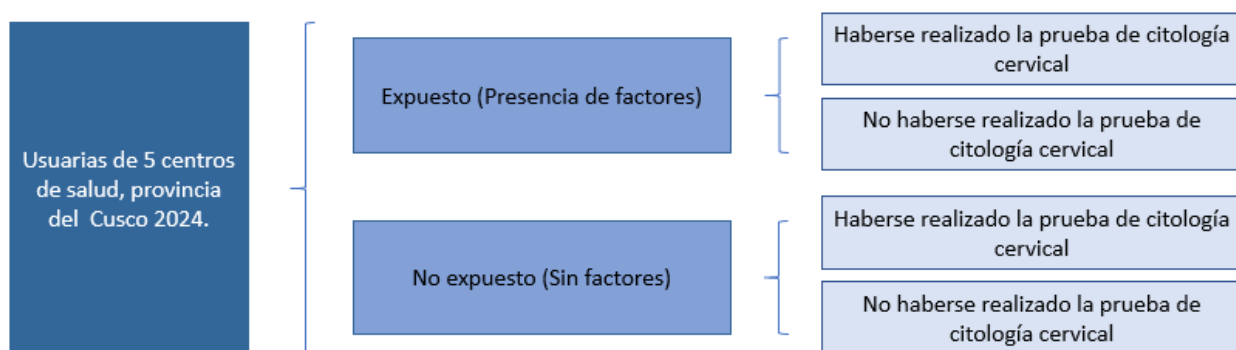 Usuarias de 5 centros
de salud, provincia
del Cusco 2024.
Expuesto (Presencia de factores)
Haberse realizado la prueba de citología
cervical
No haberse realizado la prueba de
citología cervical
No expuesto (Sin factores)
Haberse realizado la prueba de citología
cervical
No haberse realizado la prueba de
citología cervical